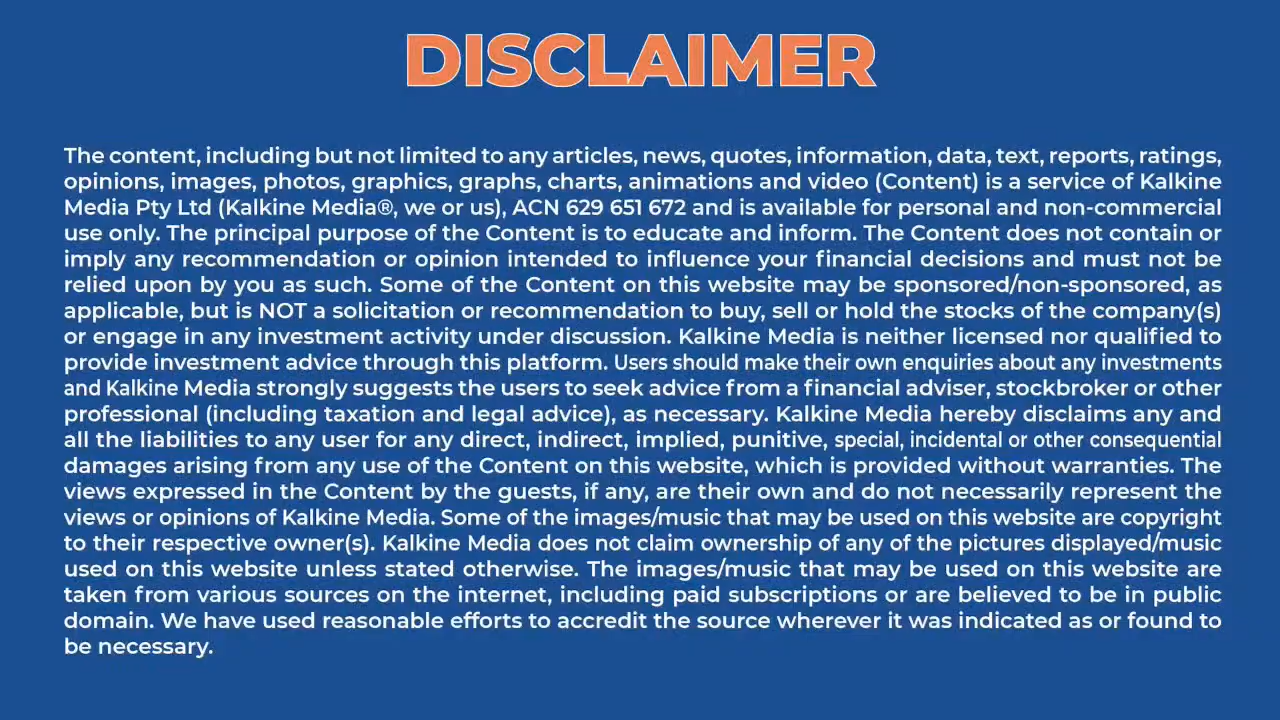 DISCLAIMER
The content, including but not limited to any articles, news, quotes, information, data, text, reports, ratings,
opinions, images, photos, graphics, graphs, charts, animations and video (Content) is a service of Kalkine
Media Pty Ltd (Kalkine Media®, we or us), ACN 629 651 672 and is available for personal and non-commercial
use only. The principal purpose of the Content is to educate and inform. The Content does not contain or
imply any recommendation or opinion intended to influence your financial decisions and must not be
relied upon by you as such. Some of the Content on this website may be sponsored/non-sponsored, as
applicable, but is NOT a solicitation or recommendation to buy, sell or hold the stocks of the company(s)
or engage in any investment activity under discussion. Kalkine Media is neither licensed nor qualified to
provide investment advice through this platform. Users should make their own enquiries about any investments
and Kalkine Media strongly suggests the users to seek advice from a financial adviser, stockbroker or other
professional (including taxation and legal advice), as necessary. Kalkine Media hereby disclaims any and
all the liabilities to any user for any direct, indirect, implied, punitive, special, incidental or other consequential
damages arising from any use of the Content on this website, which is provided without warranties. The
views expressed in the Content by the guests, if any, are their own and do not necessarily represent the
views or opinions of Kalkine Media. Some of the images/music that may be used on this website are copyright
to their respective owner(s). Kalkine Media does not claim ownership of any of the pictures displayed/music
used on this website unless stated otherwise. The images/music that may be used on this website are
taken from various sources on the internet, including paid subscriptions or are believed to be in public
domain. We have used reasonable efforts to accredit the source wherever it was indicated as or found to
be necessary.